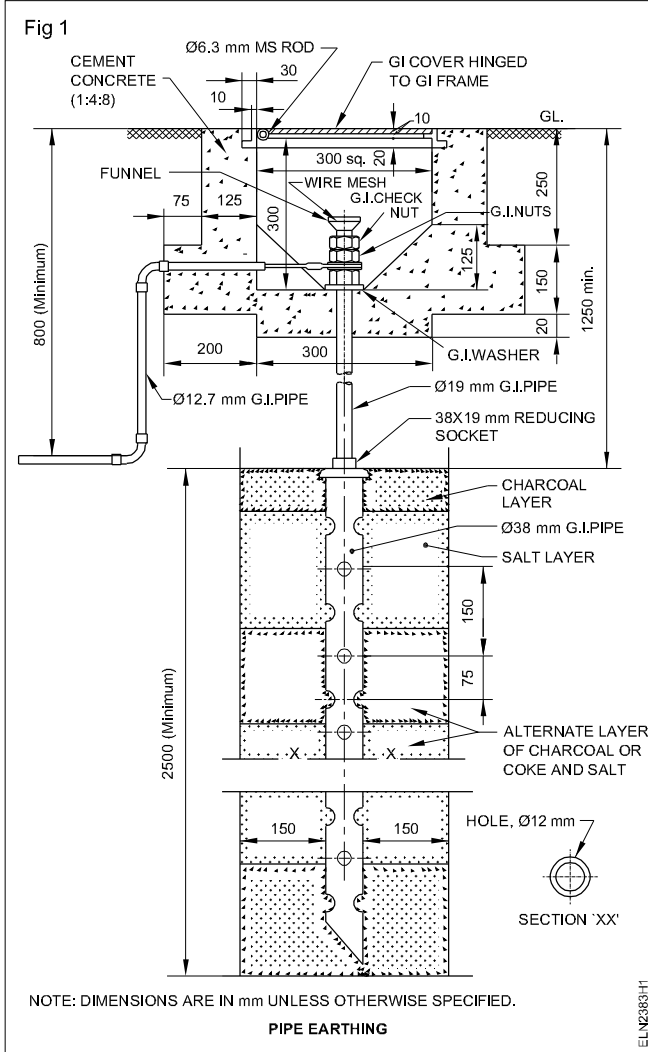 Fig 1
Ø6.3 mm MS ROD
CEMENT
CONCRETE
(1:4:8)
30
10
GI COVER HINGED
TO GI FRAME
10
GL.
300 sq.
20
FUNNEL
WIRE MESH
G.I.CHECK
NUT
G.I.NUTS
75
125
300
125
250
150
20
800 (Minimum)
1250 min.
200
300
G.I.WASHER
Ø12.7 mm G.I.PIPE
Ø19 mm G.I.PIPE
38X19 mm REDUCING
SOCKET
CHARCOAL
LAYER
Ø38 mm G.I.PIPE
SALT LAYER
150
75
2500 (Minimum)
ALTERNATE LAYER
OF CHARCOAL OR
COKE AND SALT
X
X
150
150
HOLE, Ø12 mm
SECTION 'XX'
NOTE: DIMENSIONS ARE IN mm UNLESS OTHERWISE SPECIFIED.
PIPE EARTHING
ELN2383H1